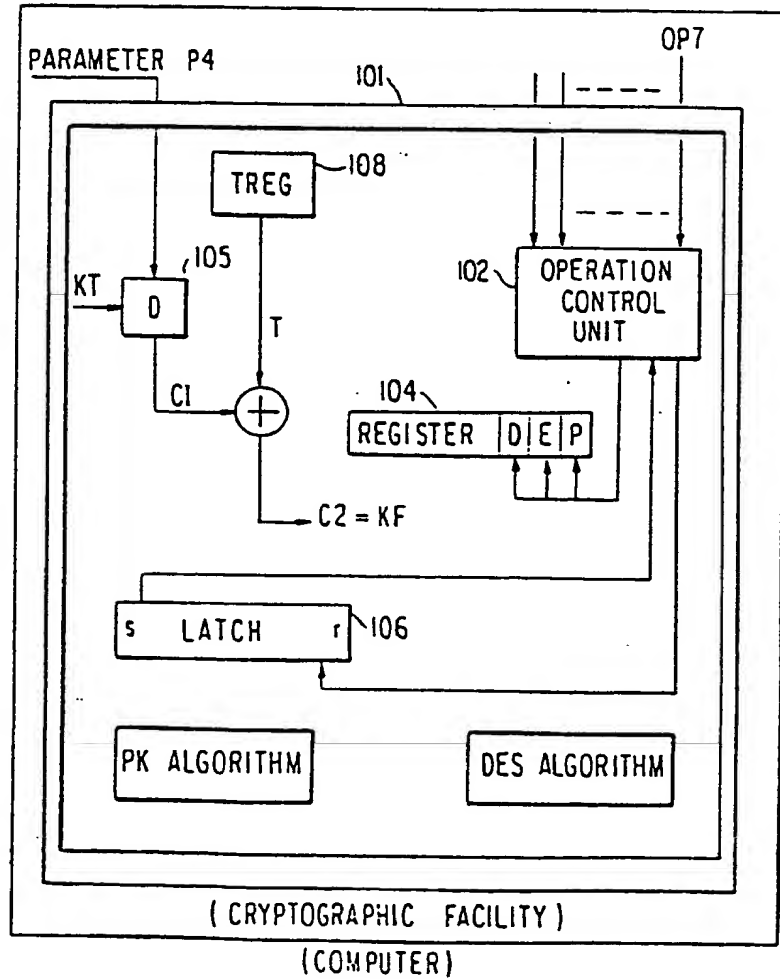 OP7
PARAMETER P4
101
108
TREG
105
102
OPERATION
CONTROL
UNIT
KT
D
T
C1
104
REGISTER |D|E|P
C2 = KF
s LATCH r
106
PK ALGORITHM
DES ALGORITHM
(CRYPTOGRAPHIC FACILITY)
(COMPUTER)